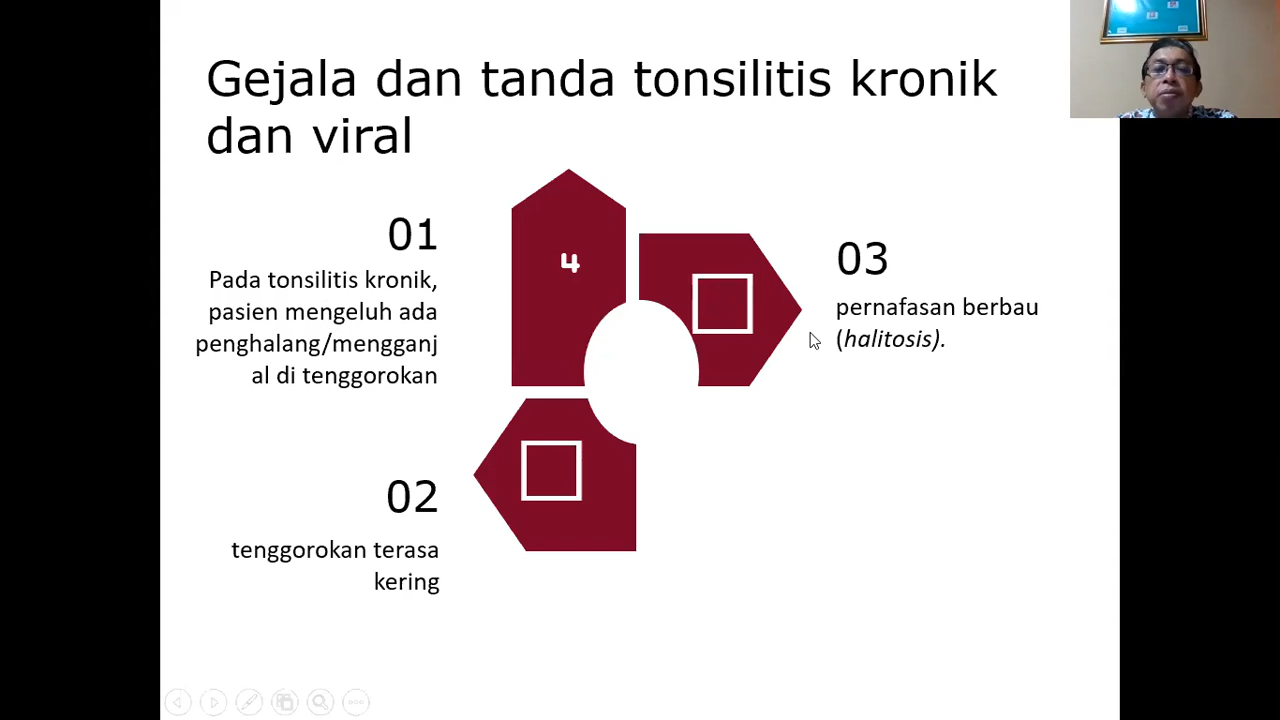 Gejala dan tanda tonsilitis kronik
dan viral
01
Pada tonsilitis kronik,
pasien mengeluh ada
penghalang/mengganj
al di tenggorokan
4
03
pernafasan berbau
(halitosis).
02
tenggorokan terasa
kering